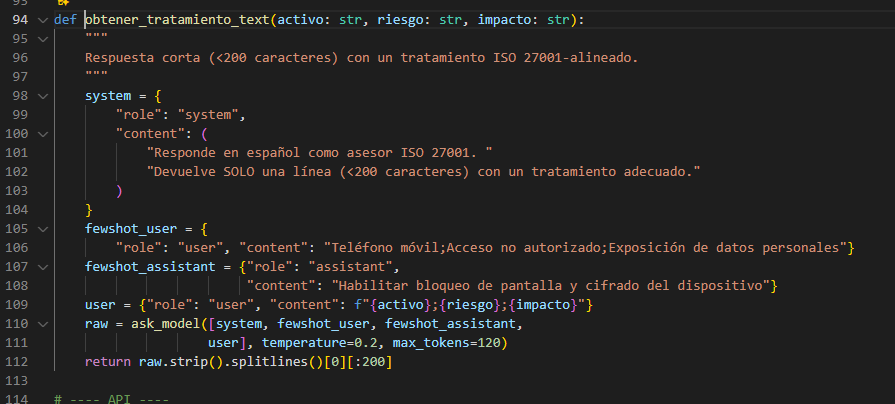 93
94 def obtener_tratamiento_text(activo: str, riesgo: str, impacto: str):
95     """
96     Respuesta corta (<200 caracteres) con un tratamiento ISO 27001-alineado.
97     """
98     system = {
99         "role": "system",
100         "content": (
101             "Responde en español como asesor ISO 27001. "
102             "Devuelve SOLO una línea (<200 caracteres) con un tratamiento adecuado."
103         )
104     }
105     fewshot_user = {
106         "role": "user", "content": "Teléfono móvil;Acceso no autorizado;Exposición de datos personales"}
107     fewshot_assistant = {"role": "assistant",
108                          "content": "Habilitar bloqueo de pantalla y cifrado del dispositivo"}
109     user = {"role": "user", "content": f"{activo};{riesgo};{impacto}"}
110     raw = ask_model([system, fewshot_user, fewshot_assistant,
111                     user], temperature=0.2, max_tokens=120)
112     return raw.strip().splitlines()[0][:200]
113
114 # ---- API ----